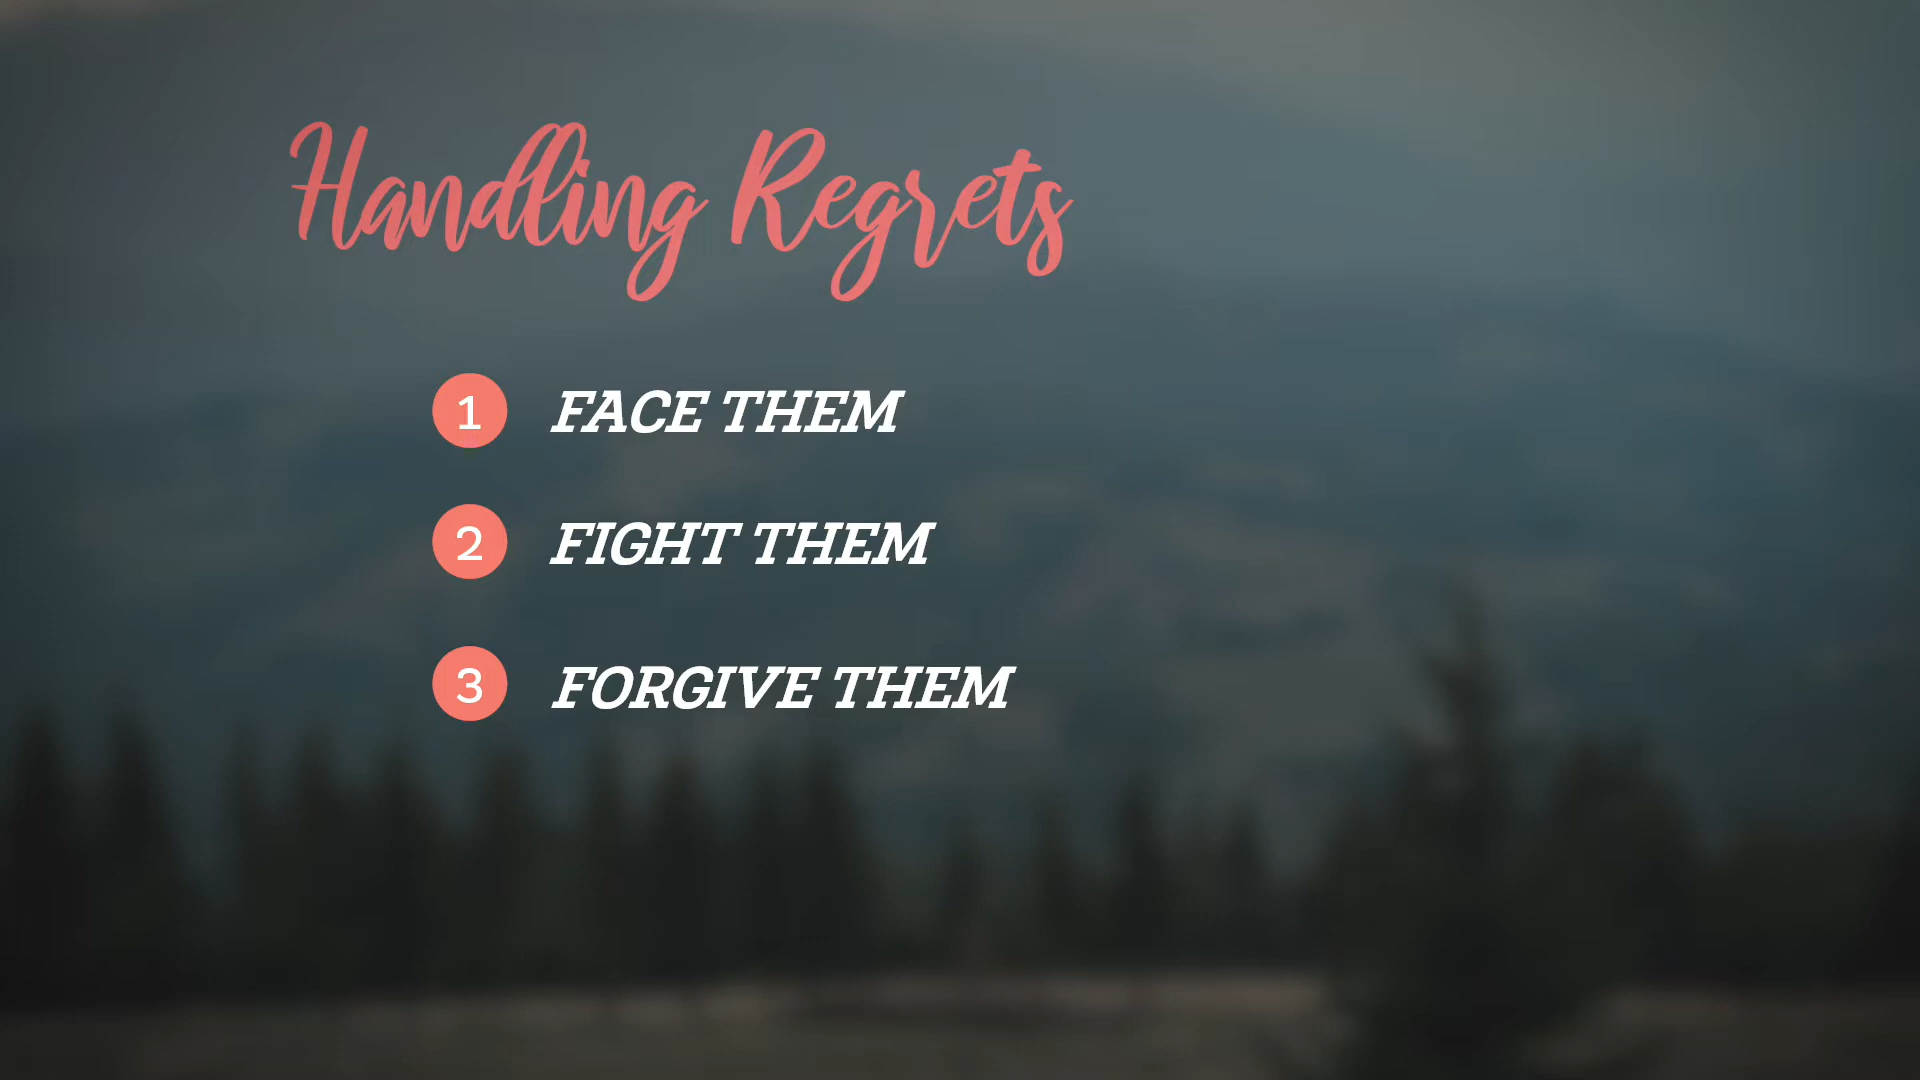 Handling Regrets
1 FACE THEM
2 FIGHT THEM
3 FORGIVE THEM